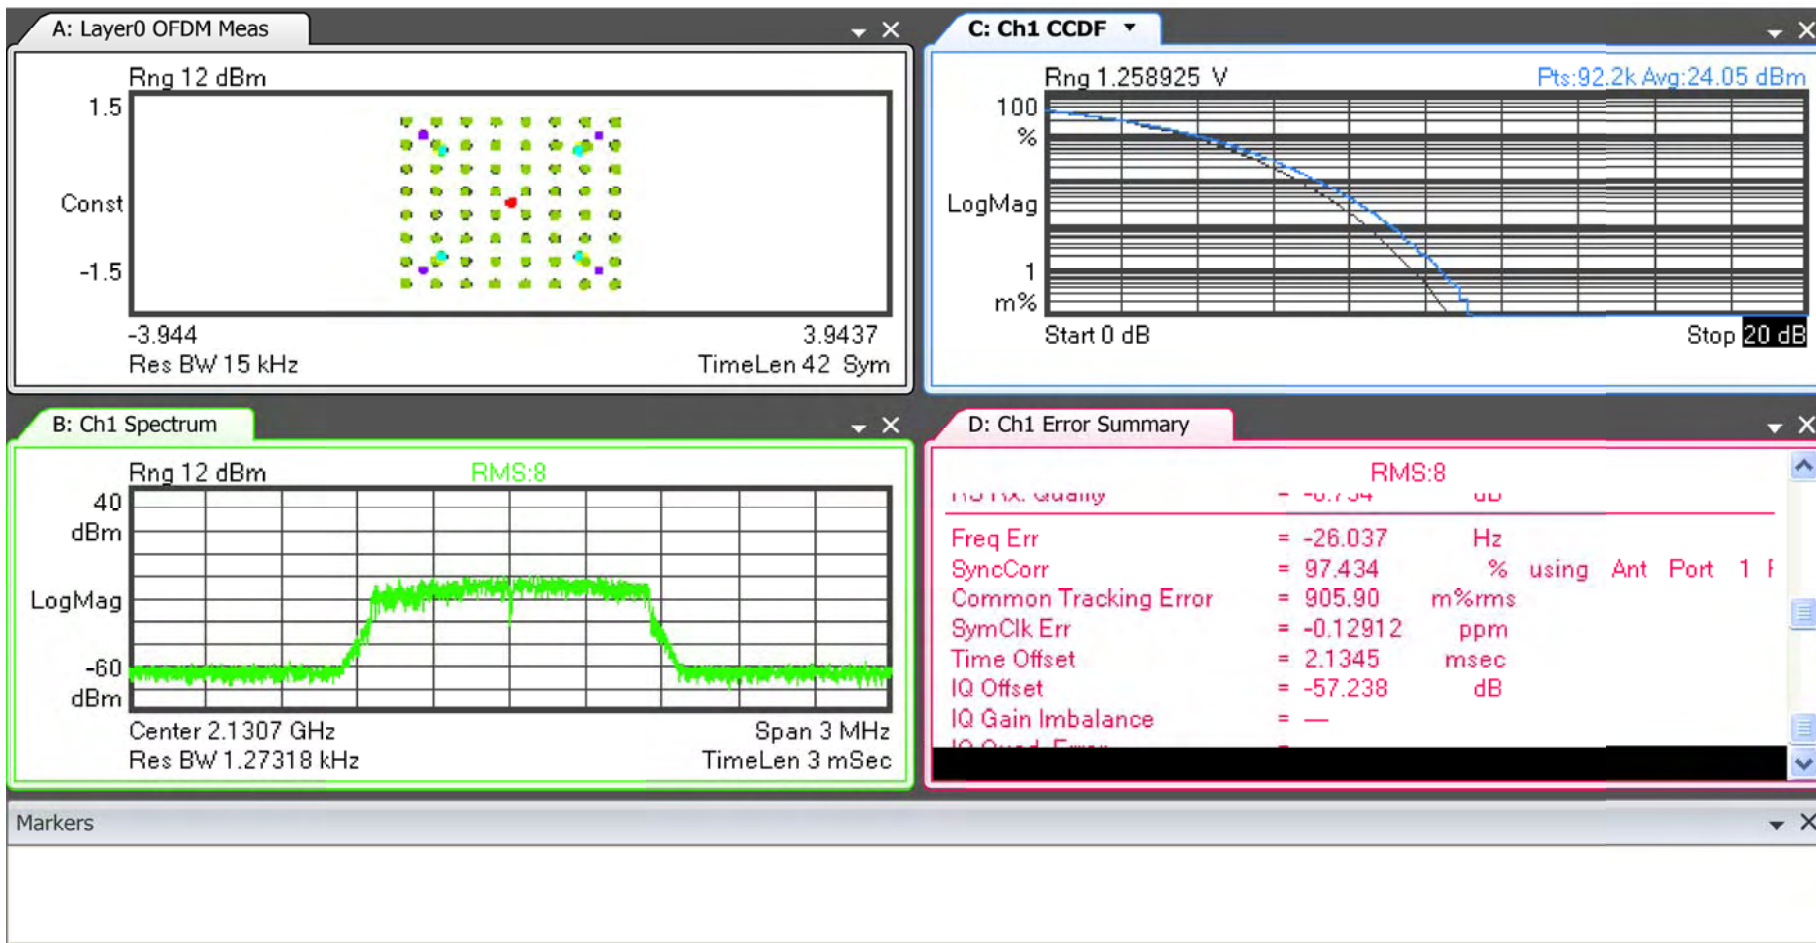 A: Layer0 OFDM Meas
Rng 12 dBm
1.5
Const
-1.5
-3.944 3.9437
Res BW 15 kHz TimeLen 42 Sym
C: Ch1 CCDF
Rng 1.258925 V Pts:92.2k Avg:24.05 dBm
100
%
LogMag
1
m%
Start 0 dB Stop 20 dB
B: Ch1 Spectrum
Rng 12 dBm RMS:8
40
dBm
LogMag
-60
dBm
Center 2.1307 GHz Span 3 MHz
Res BW 1.27318 kHz TimeLen 3 mSec
D: Ch1 Error Summary
RMS:8
Quality = dB
Freq Err = -26.037 Hz
SyncCorr = 97.434 % using Ant Port 1
Common Tracking Error = 905.90 m%rms
SymClk Err = -0.12912 ppm
Time Offset = 2.1345 msec
IQ Offset = -57.238 dB
IQ Gain Imbalance = —
Markers